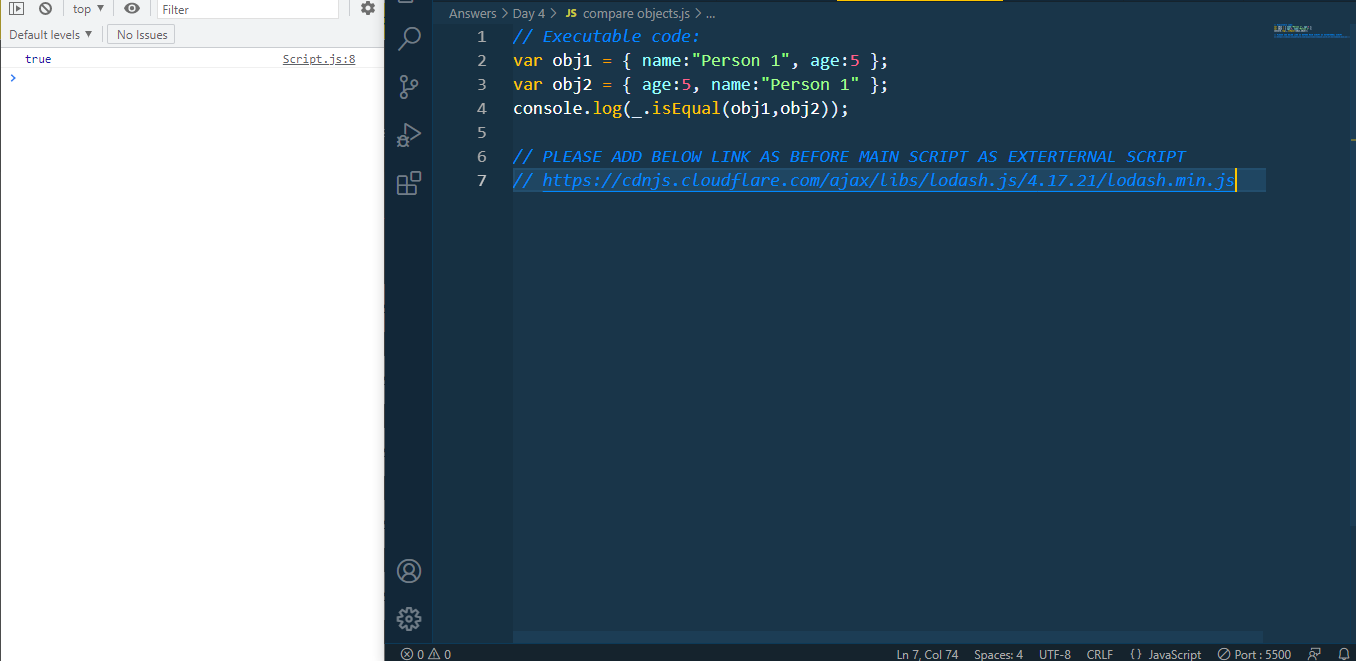 top ▼
Filter
Default levels ▼
No Issues
true
Script.js:8
Answers > Day 4 > JS compare objects.js > ...
1 // Executable code:
2 var obj1 = { name:"Person 1", age:5 };
3 var obj2 = { age:5, name:"Person 1" };
4 console.log(_.isEqual(obj1,obj2));
5
6 // PLEASE ADD BELOW LINK AS BEFORE MAIN SCRIPT AS EXTERTERNAL SCRIPT
7 // https://cdnjs.cloudflare.com/ajax/libs/lodash.js/4.17.21/lodash.min.js
0 0 Ln 7, Col 74 Spaces: 4 UTF-8 CRLF {} JavaScript Port : 5500